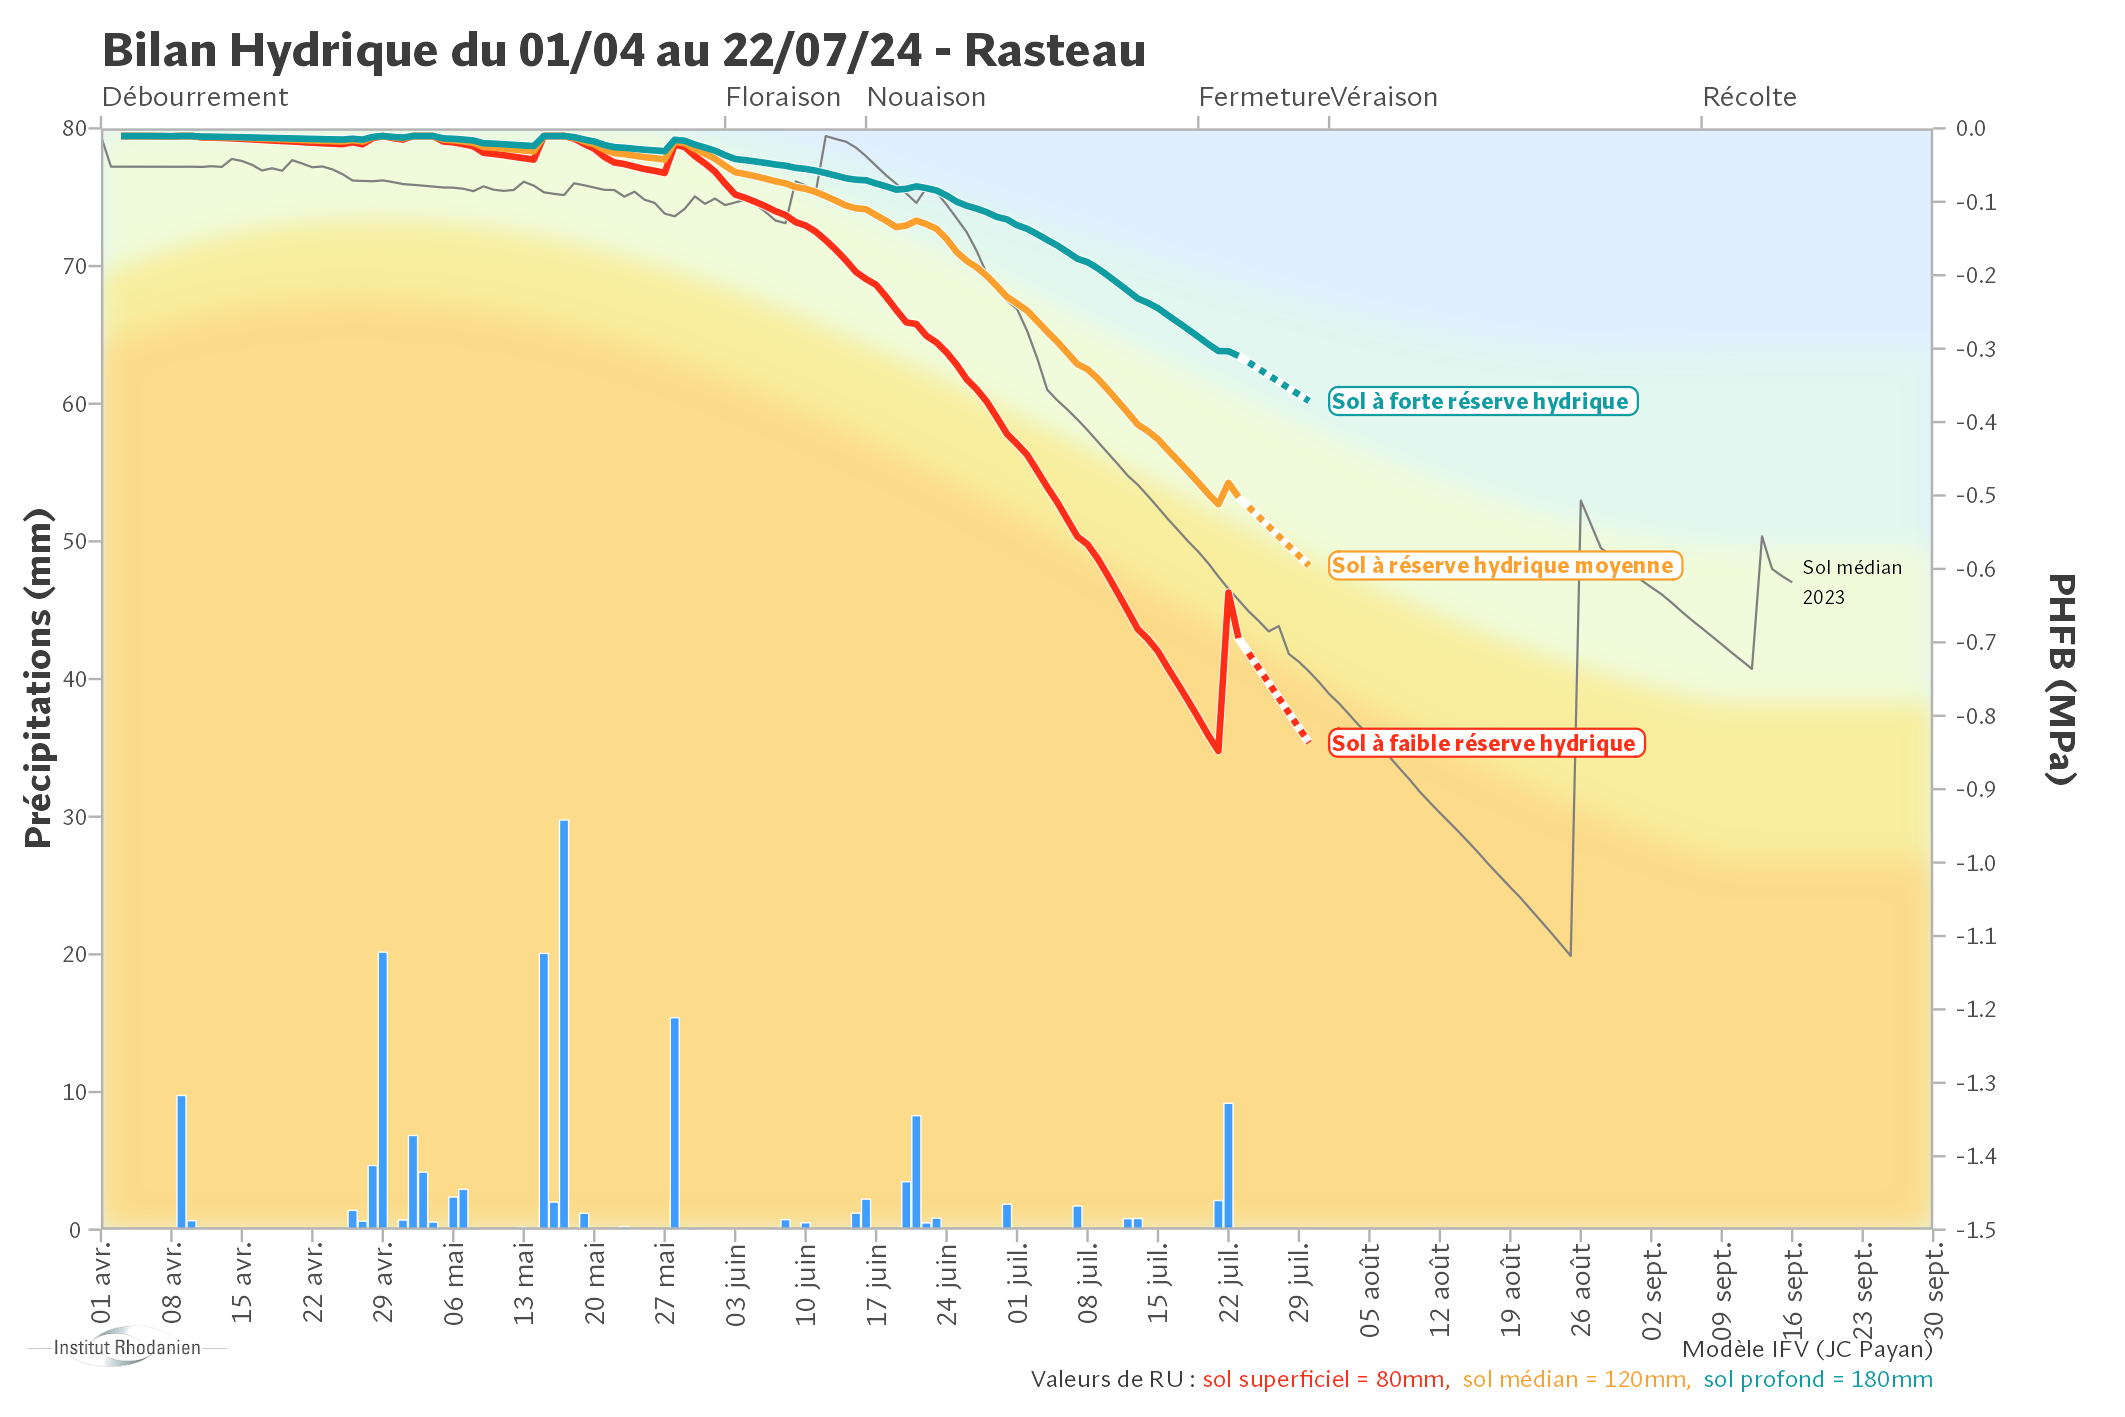 Bilan Hydrique du 01/04 au 22/07/24 - Rasteau
Débourrement Floraison Nouaison Fermeture Véraison Récolte
Précipitations (mm)
80
70
60
50
40
30
20
10
0
0.0
-0.1
-0.2
-0.3
-0.4
-0.5
-0.6
-0.7
-0.8
-0.9
-1.0
-1.1
-1.2
-1.3
-1.4
-1.5
PHFB (MPa)
Sol à forte réserve hydrique
Sol à réserve hydrique moyenne
Sol médian
2023
Sol à faible réserve hydrique
01 avr.
08 avr.
15 avr.
22 avr.
29 avr.
06 mai
13 mai
20 mai
27 mai
03 juin
10 juin
17 juin
24 juin
01 juil.
08 juil.
15 juil.
22 juil.
29 juil.
05 août
12 août
19 août
26 août
02 sept.
09 sept.
16 sept.
23 sept.
30 sept.
Institut Rhodanien
Modèle IFV (JC Payan)
Valeurs de RU : sol superficiel = 80mm, sol médian = 120mm, sol profond = 180mm